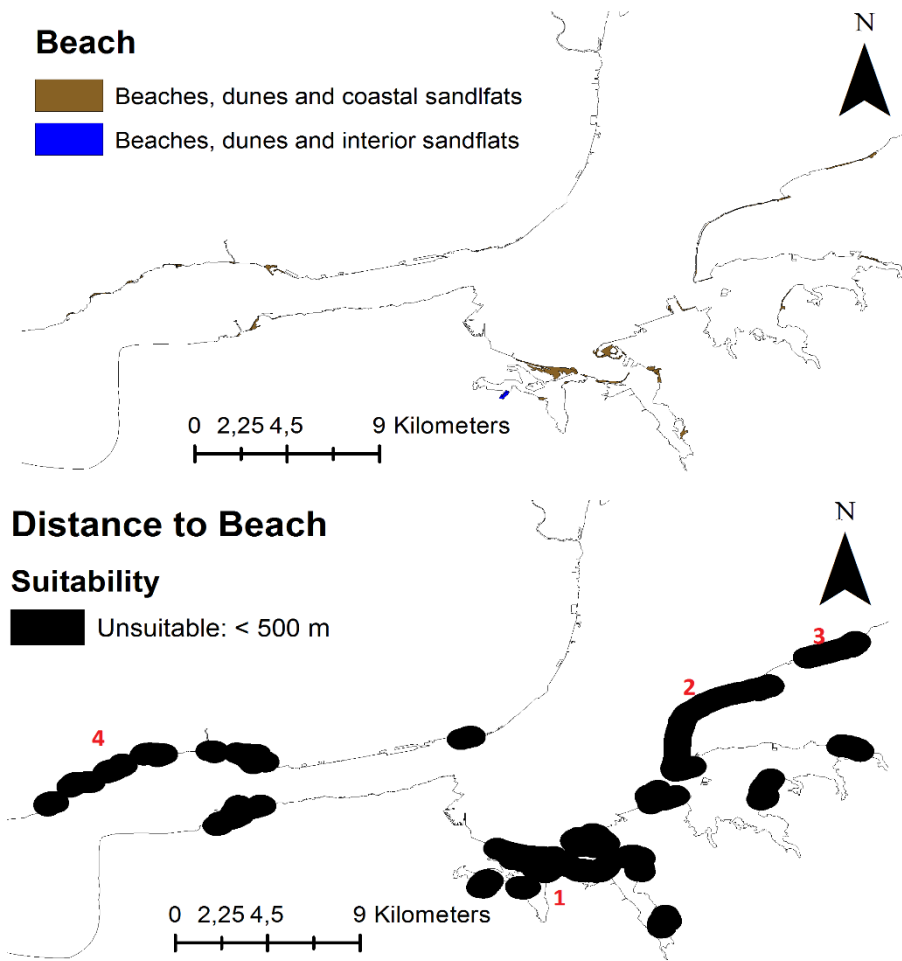 N
Beach
Beaches, dunes and coastal sandlfats
Beaches, dunes and interior sandflats
0 2,25 4,5 9 Kilometers
Distance to Beach
N
Suitability
Unsuitable: < 500 m
3
2
4
1
0 2,25 4,5 9 Kilometers